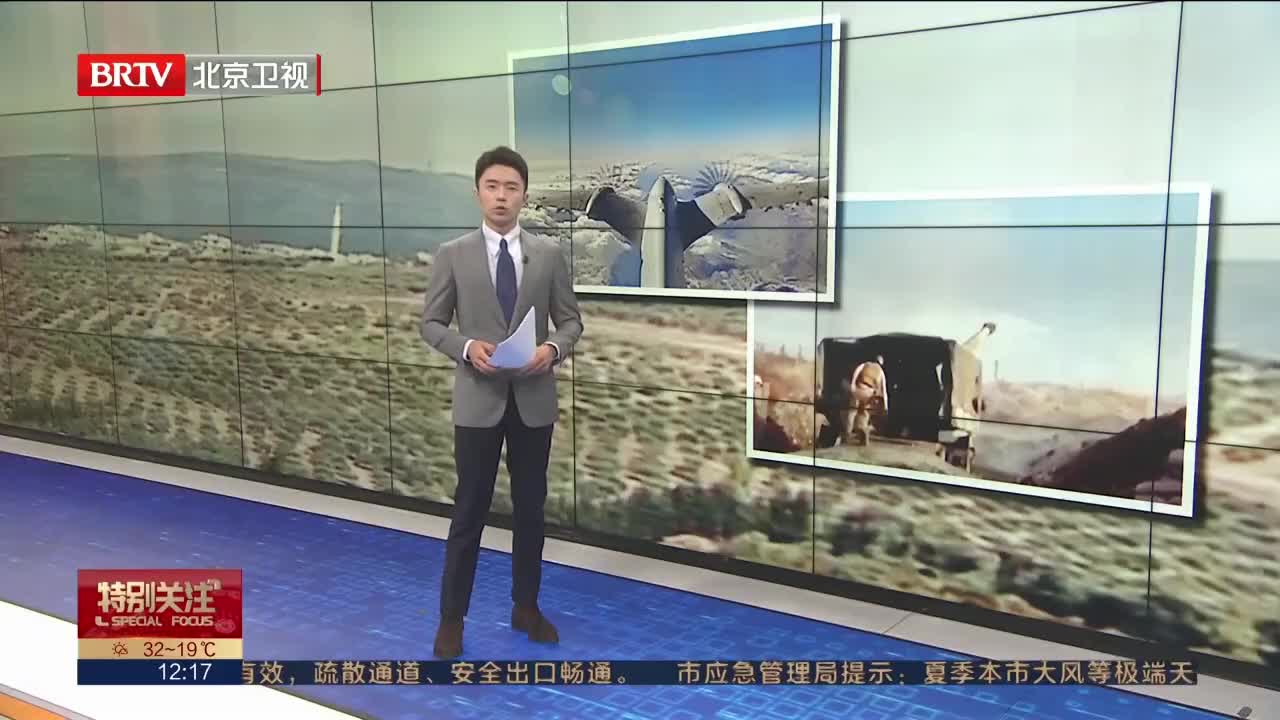 BRTV 北京卫视
特别关注
SPECIAL FOCUS
32~19℃
12:17
有效，疏散通道、安全出口畅通。 市应急管理局提示：夏季本市大风等极端天